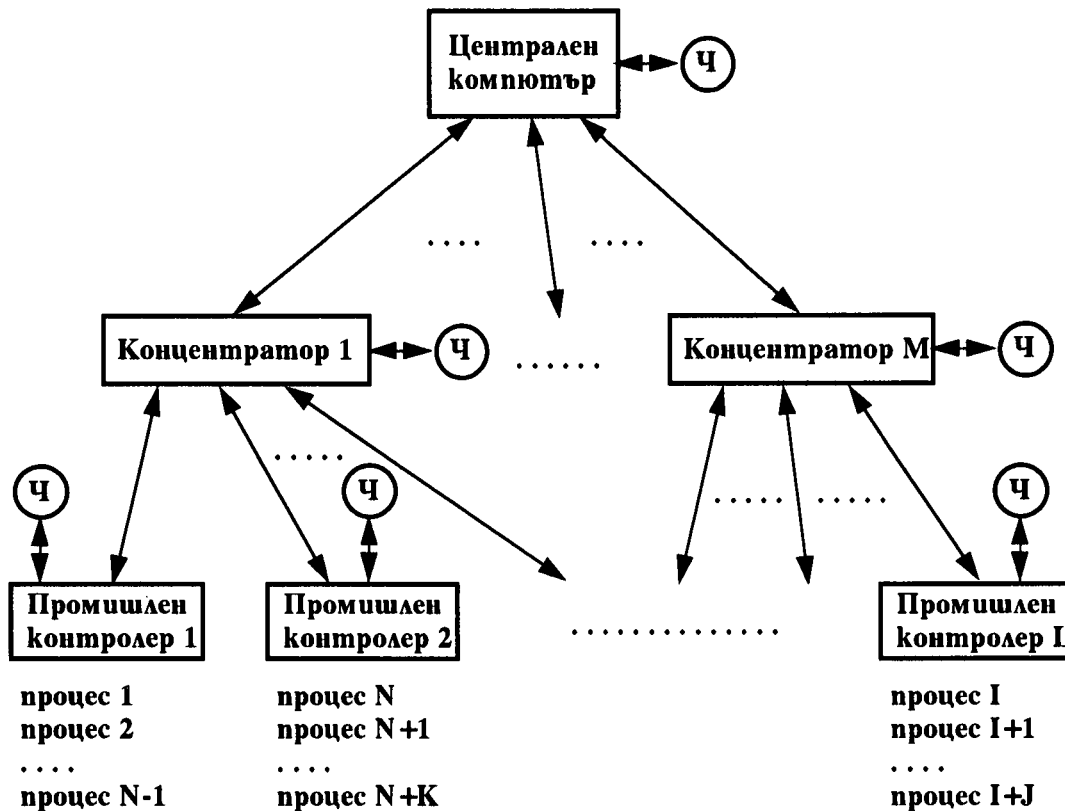 Централен
компютър
Ч
.... ....
Концентратор 1
Ч
......
Концентратор M
Ч
.....
Ч
Ч
..... .....
Ч
Промишлен
контролер 1
Промишлен
контролер 2
..............
Промишлен
контролер L
процес 1
процес 2
....
процес N-1
процес N
процес N+1
....
процес N+K
процес I
процес I+1
....
процес I+J